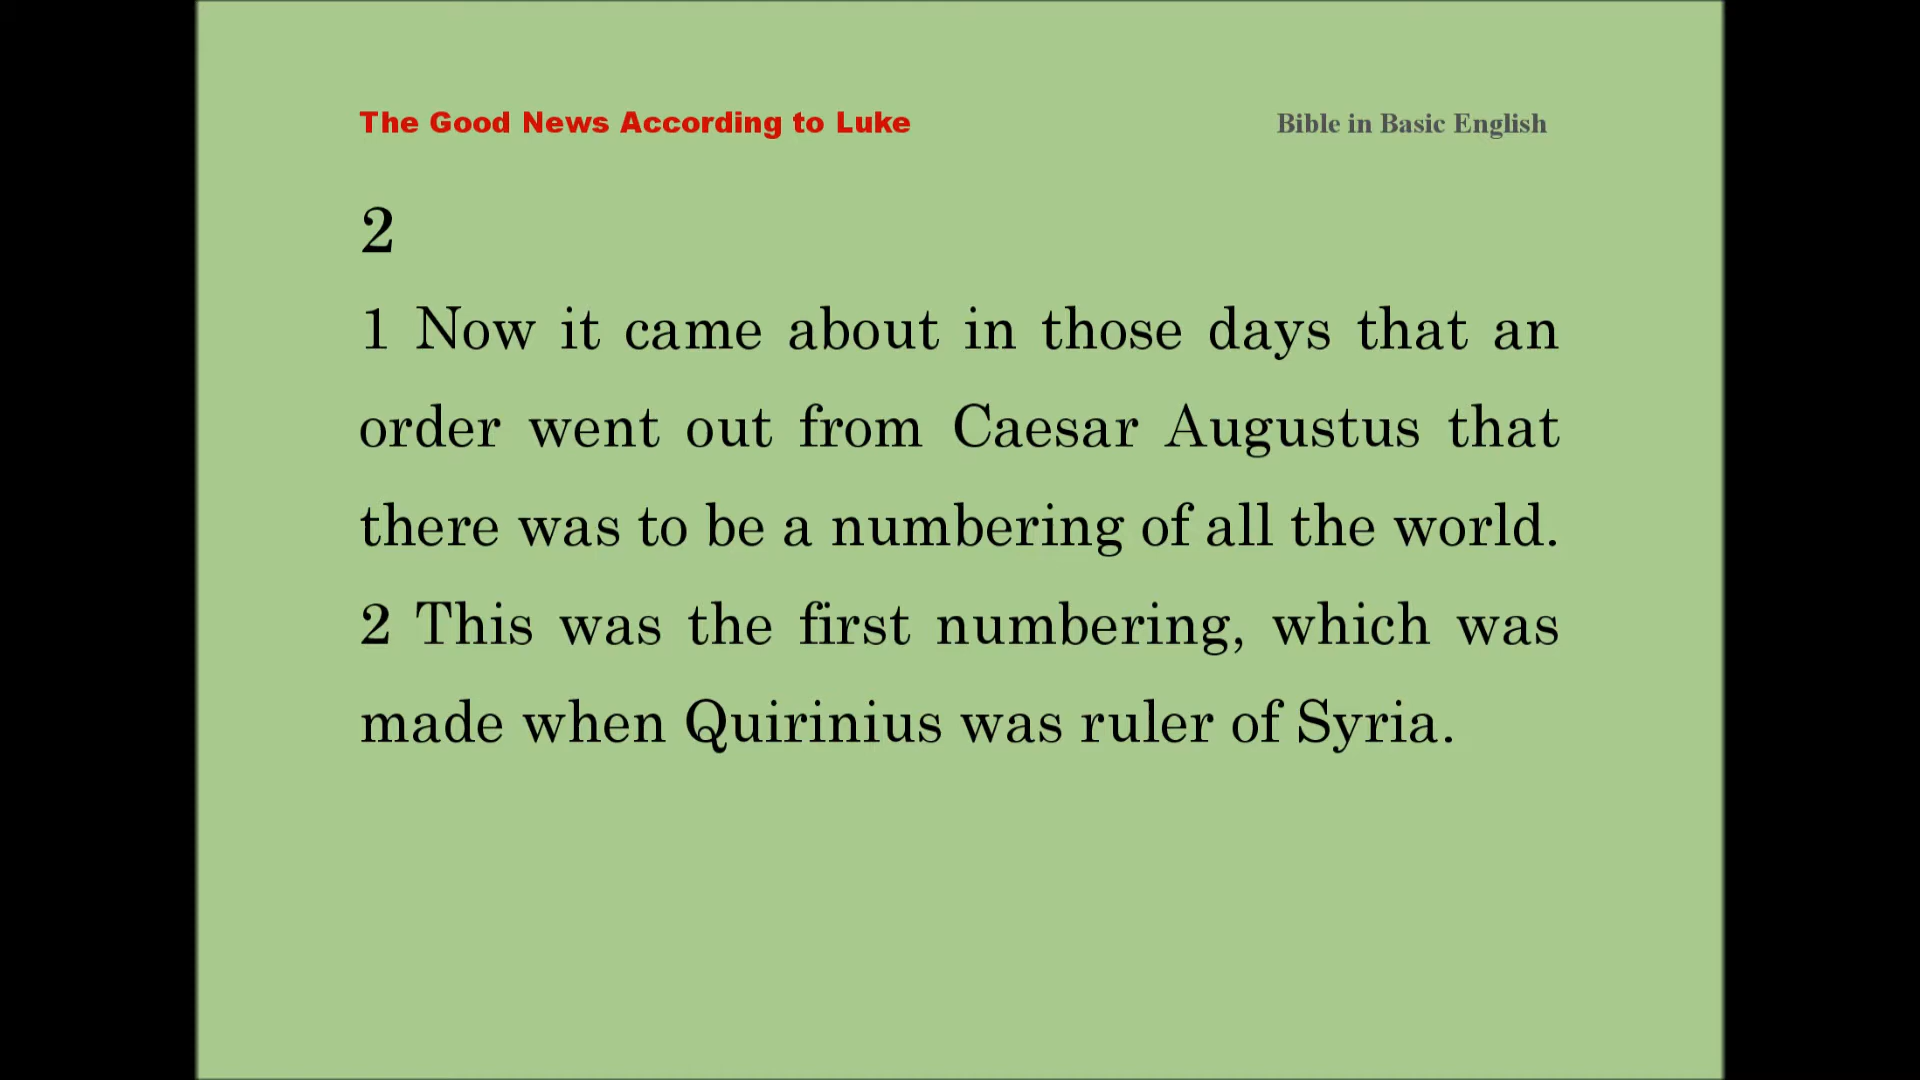 The Good News According to Luke Bible in Basic English
2
1 Now it came about in those days that an
order went out from Caesar Augustus that
there was to be a numbering of all the world.
2 This was the first numbering, which was
made when Quirinius was ruler of Syria.